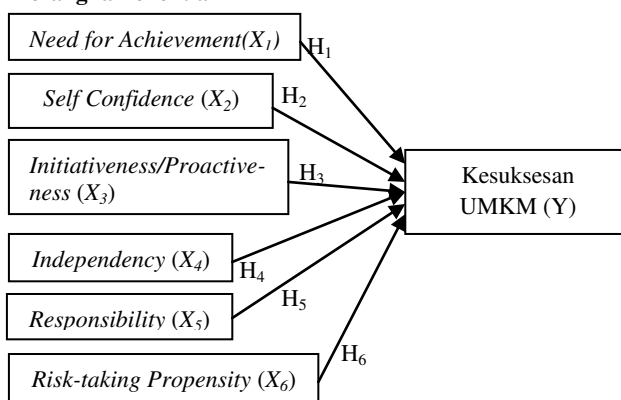 Need for Achievement(X1)
H1
Self Confidence (X2)
H2
Initiativeness/Proactive-
ness (X3)
H3
Kesuksesan
UMKM (Y)
Independency (X4)
H4
Responsibility (X5)
H5
Risk-taking Propensity (X6)
H6